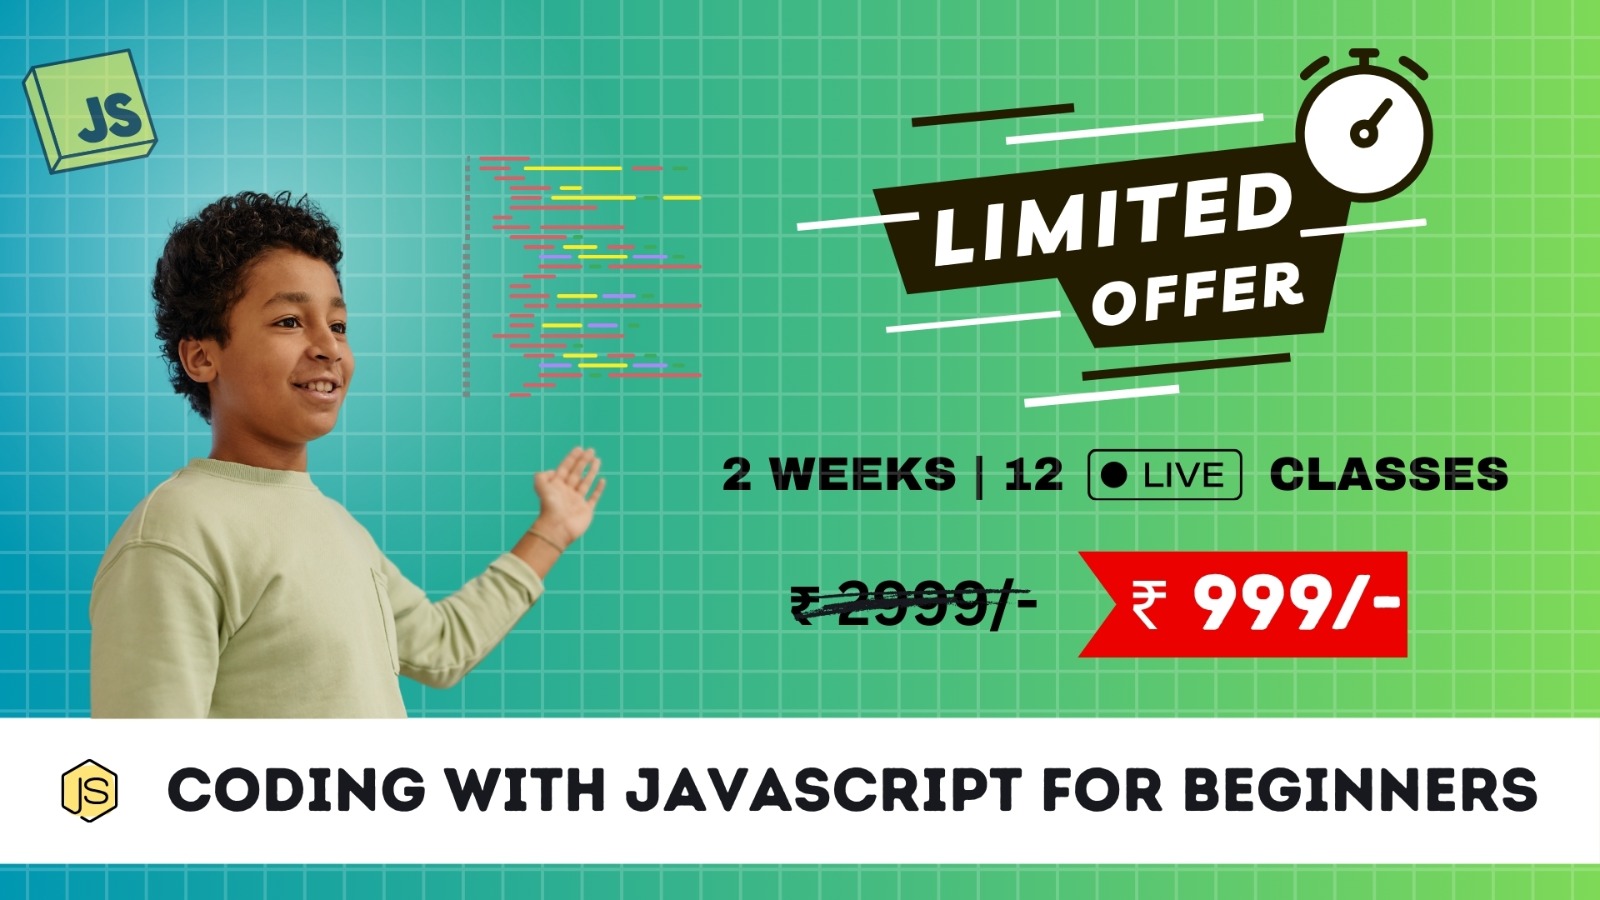 JS
LIMITED
OFFER
2 WEEKS | 12 LIVE CLASSES
₹ 2999/- ₹ 999/-
JS CODING WITH JAVASCRIPT FOR BEGINNERS